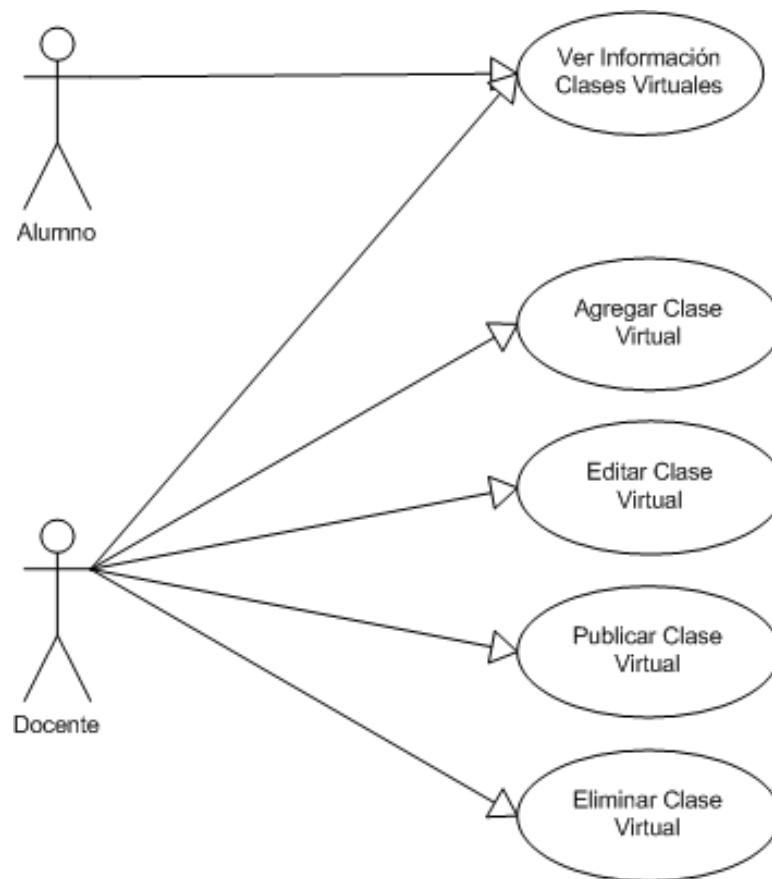 Ver Información
Clases Virtuales
Alumno
Agregar Clase
Virtual
Editar Clase
Virtual
Publicar Clase
Virtual
Docente
Eliminar Clase
Virtual